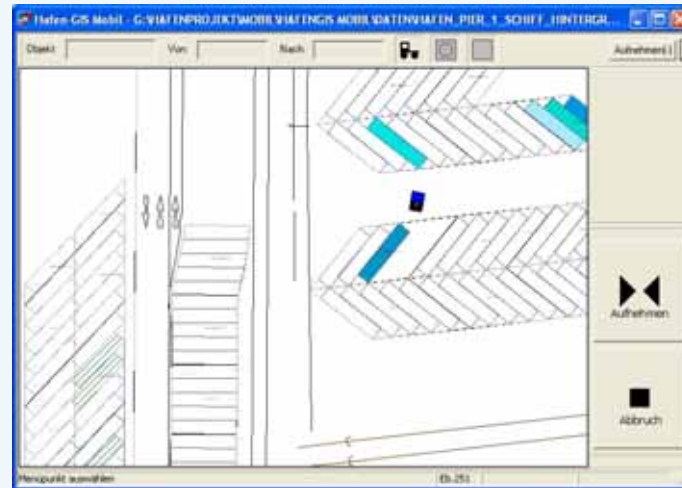 Hafen-GIS Mobil - G:\HAFENPROJEKT\MOBIL\HAFENGIS MOBIL\DATEN\HAFEN_PIER_1_SCHIFF_HINTERGR...
Objekt Von: Nach: Aufnehmen
Aufnehmen
Abbruch
Menüpunkt auswählen